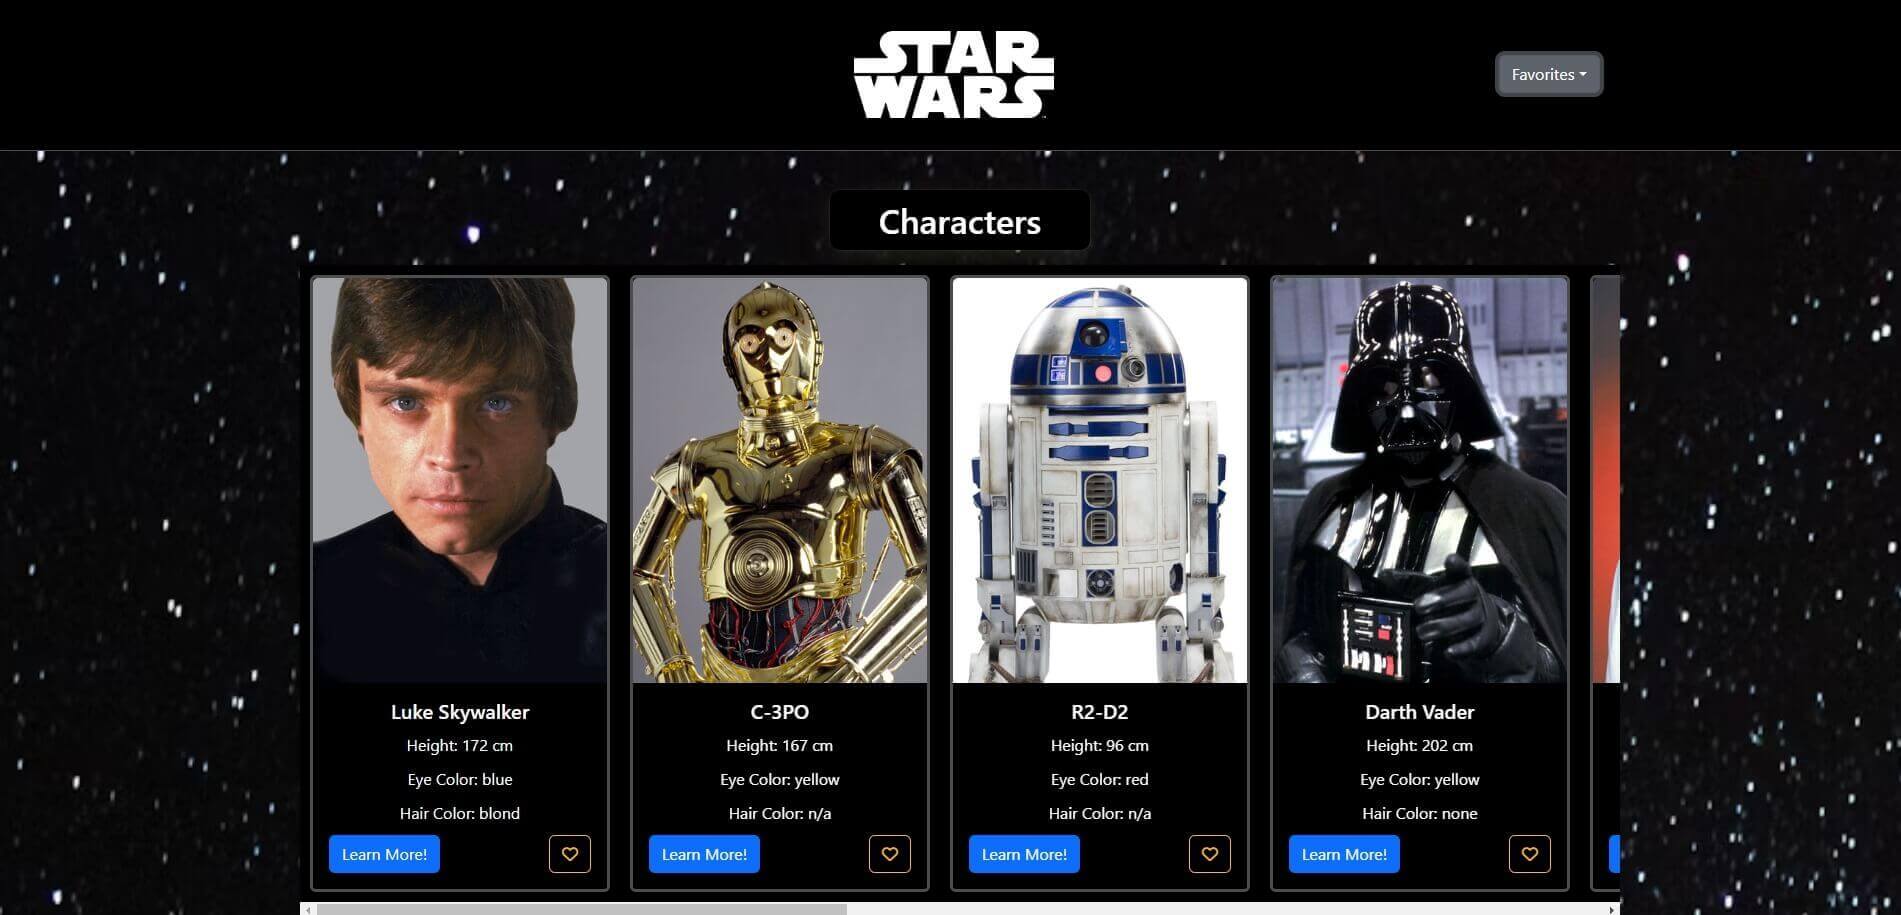 STAR
WARS
Favorites
Characters
Luke Skywalker
Height: 172 cm
Eye Color: blue
Hair Color: blond
Learn More!
C-3PO
Height: 167 cm
Eye Color: yellow
Hair Color: n/a
Learn More!
R2-D2
Height: 96 cm
Eye Color: red
Hair Color: n/a
Learn More!
Darth Vader
Height: 202 cm
Eye Color: yellow
Hair Color: none
Learn More!